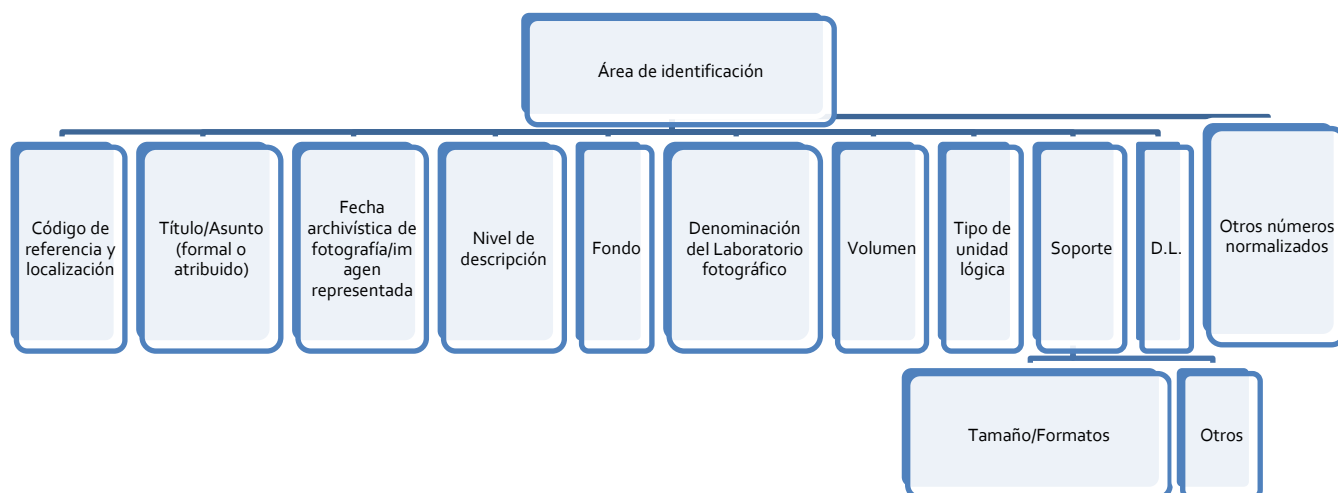 Área de identificación
Código de
referencia y
localización
Título/Asunto
(formal o
atribuido)
Fecha
archivística de
fotografía/im
agen
representada
Nivel de
descripción
Fondo
Denominación
del Laboratorio
fotográfico
Volumen
Tipo de
unidad
lógica
Soporte
D.L.
Otros números
normalizados
Tamaño/Formatos
Otros